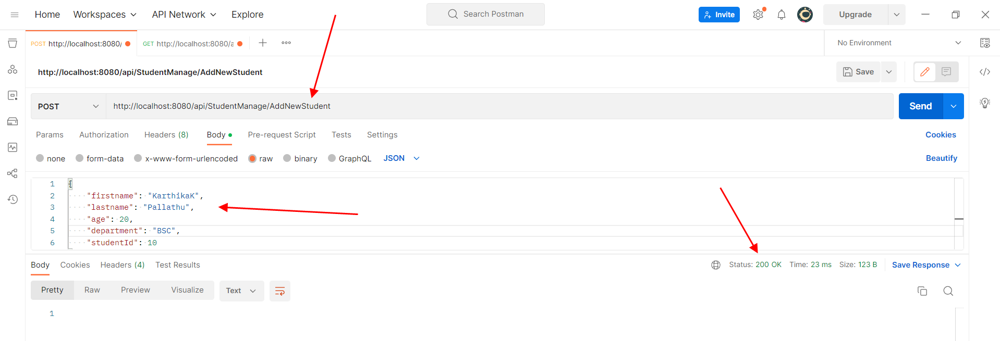 Home Workspaces API Network Explore Search Postman Invite Upgrade
POST http://localhost:8080/ GET http://localhost:8080/a No Environment
http://localhost:8080/api/StudentManage/AddNewStudent Save
POST http://localhost:8080/api/StudentManage/AddNewStudent Send
Params Authorization Headers (8) Body Pre-request Script Tests Settings Cookies
none form-data x-www-form-urlencoded raw binary GraphQL JSON Beautify
1 {
2 "firstname": "KarthikaK",
3 "lastname": "Pallathu",
4 "age": 20,
5 "department": "BSC",
6 "studentId": 10
Body Cookies Headers (4) Test Results Status: 200 OK Time: 23 ms Size: 123 B Save Response
Pretty Raw Preview Visualize Text
1